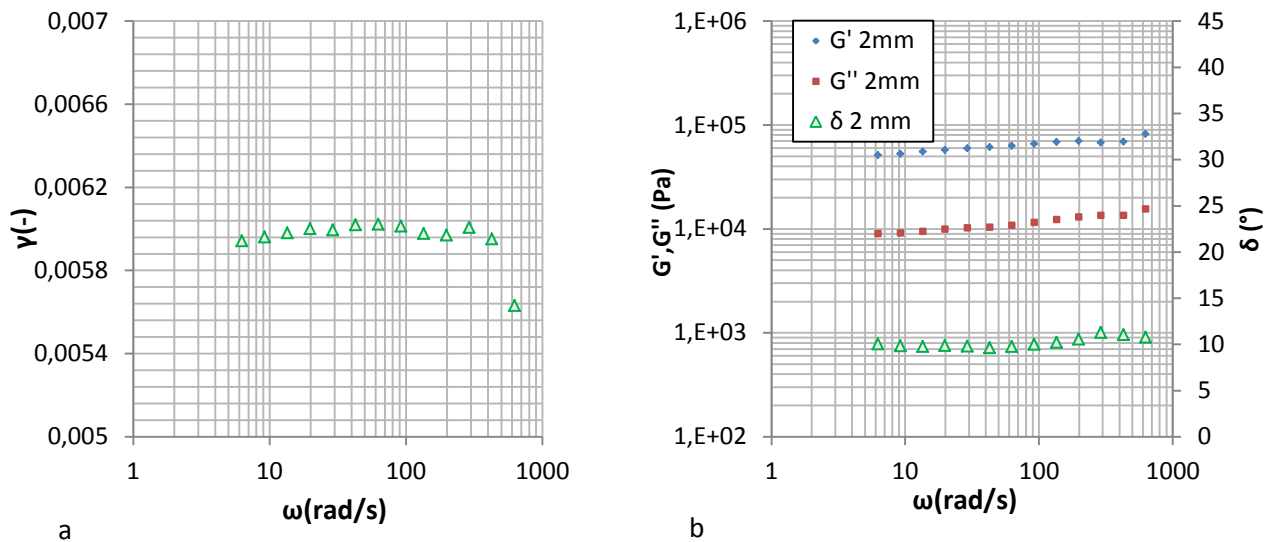 0,007
0,0066
0,0062
0,0058
0,0054
0,005
γ(-)
1
10
100
1000
ω(rad/s)
a
1,E+06
1,E+05
1,E+04
1,E+03
1,E+02
G',G'' (Pa)
G' 2mm
G'' 2mm
δ 2 mm
45
40
35
30
25
20
15
10
5
0
δ (°)
1
10
100
1000
ω(rad/s)
b